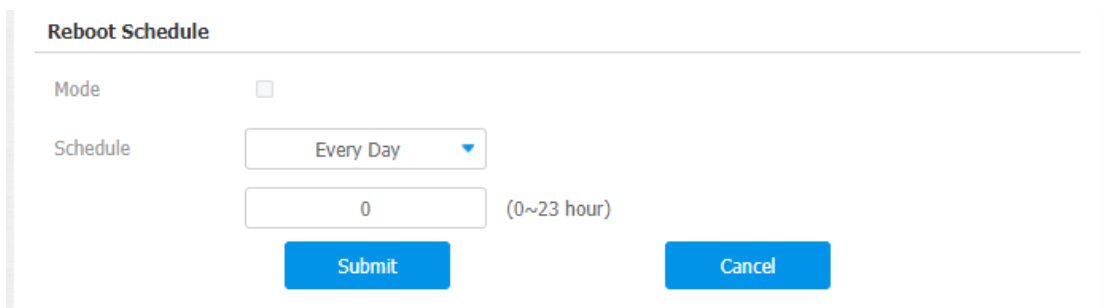 Reboot Schedule
Mode
Schedule Every Day
0 (0~23 hour)
Submit Cancel